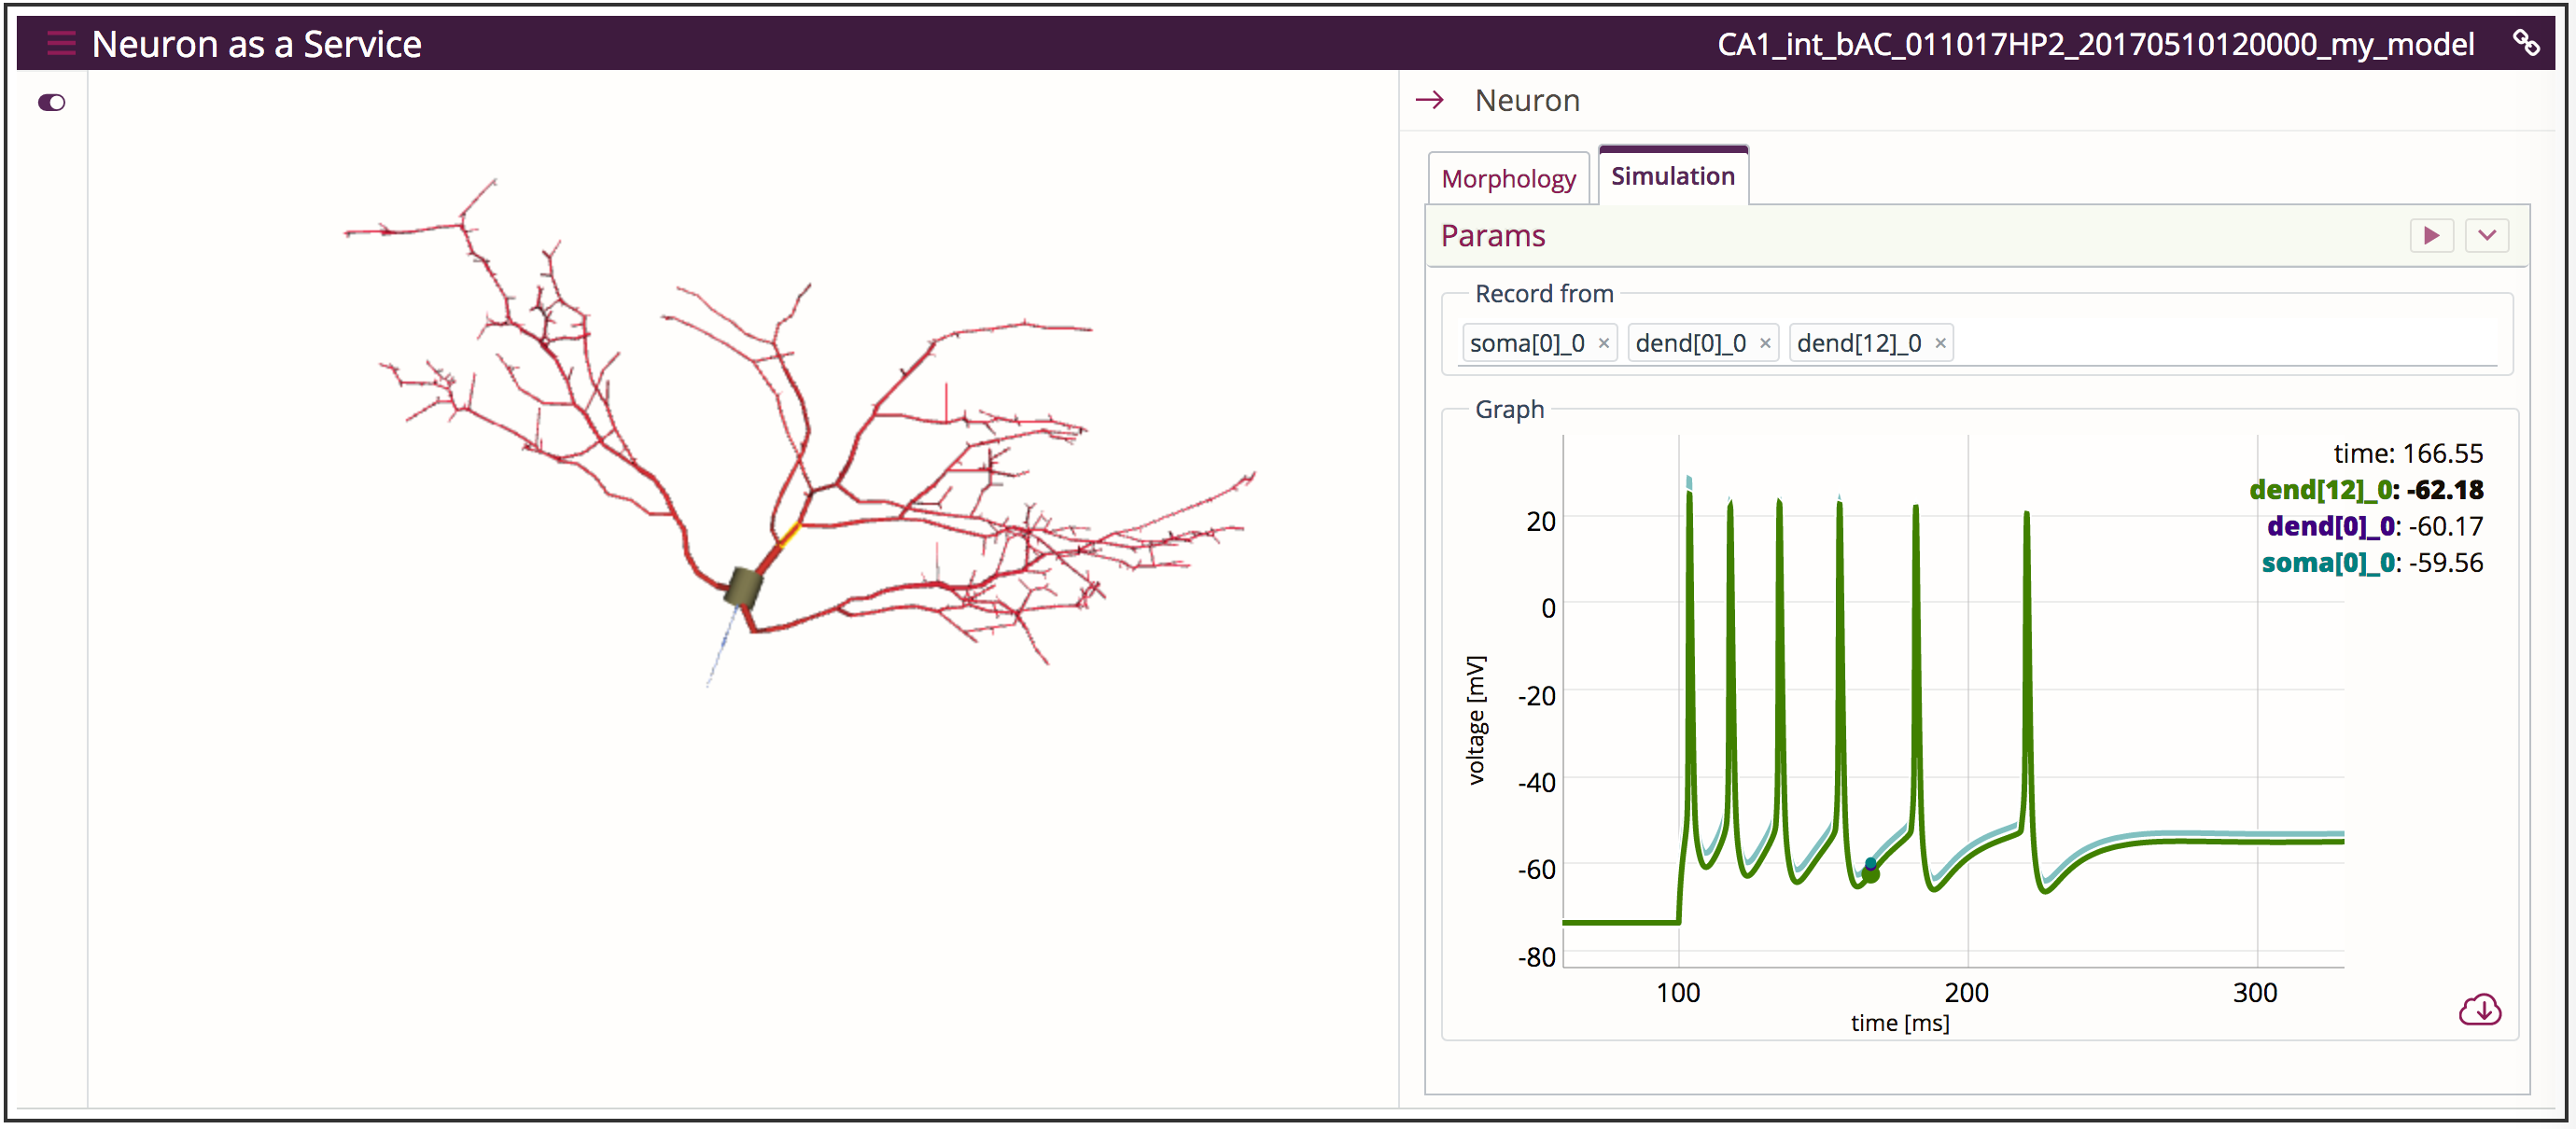 Neuron as a Service
CA1_int_bAC_011017HP2_20170510120000_my_model
Neuron
Morphology
Simulation
Params
Record from
soma[0]_0 ×
dend[0]_0 ×
dend[12]_0 ×
Graph
time: 166.55
dend[12]_0: -62.18
dend[0]_0: -60.17
soma[0]_0: -59.56
20
0
-20
-40
-60
-80
voltage [mV]
100
200
300
time [ms]